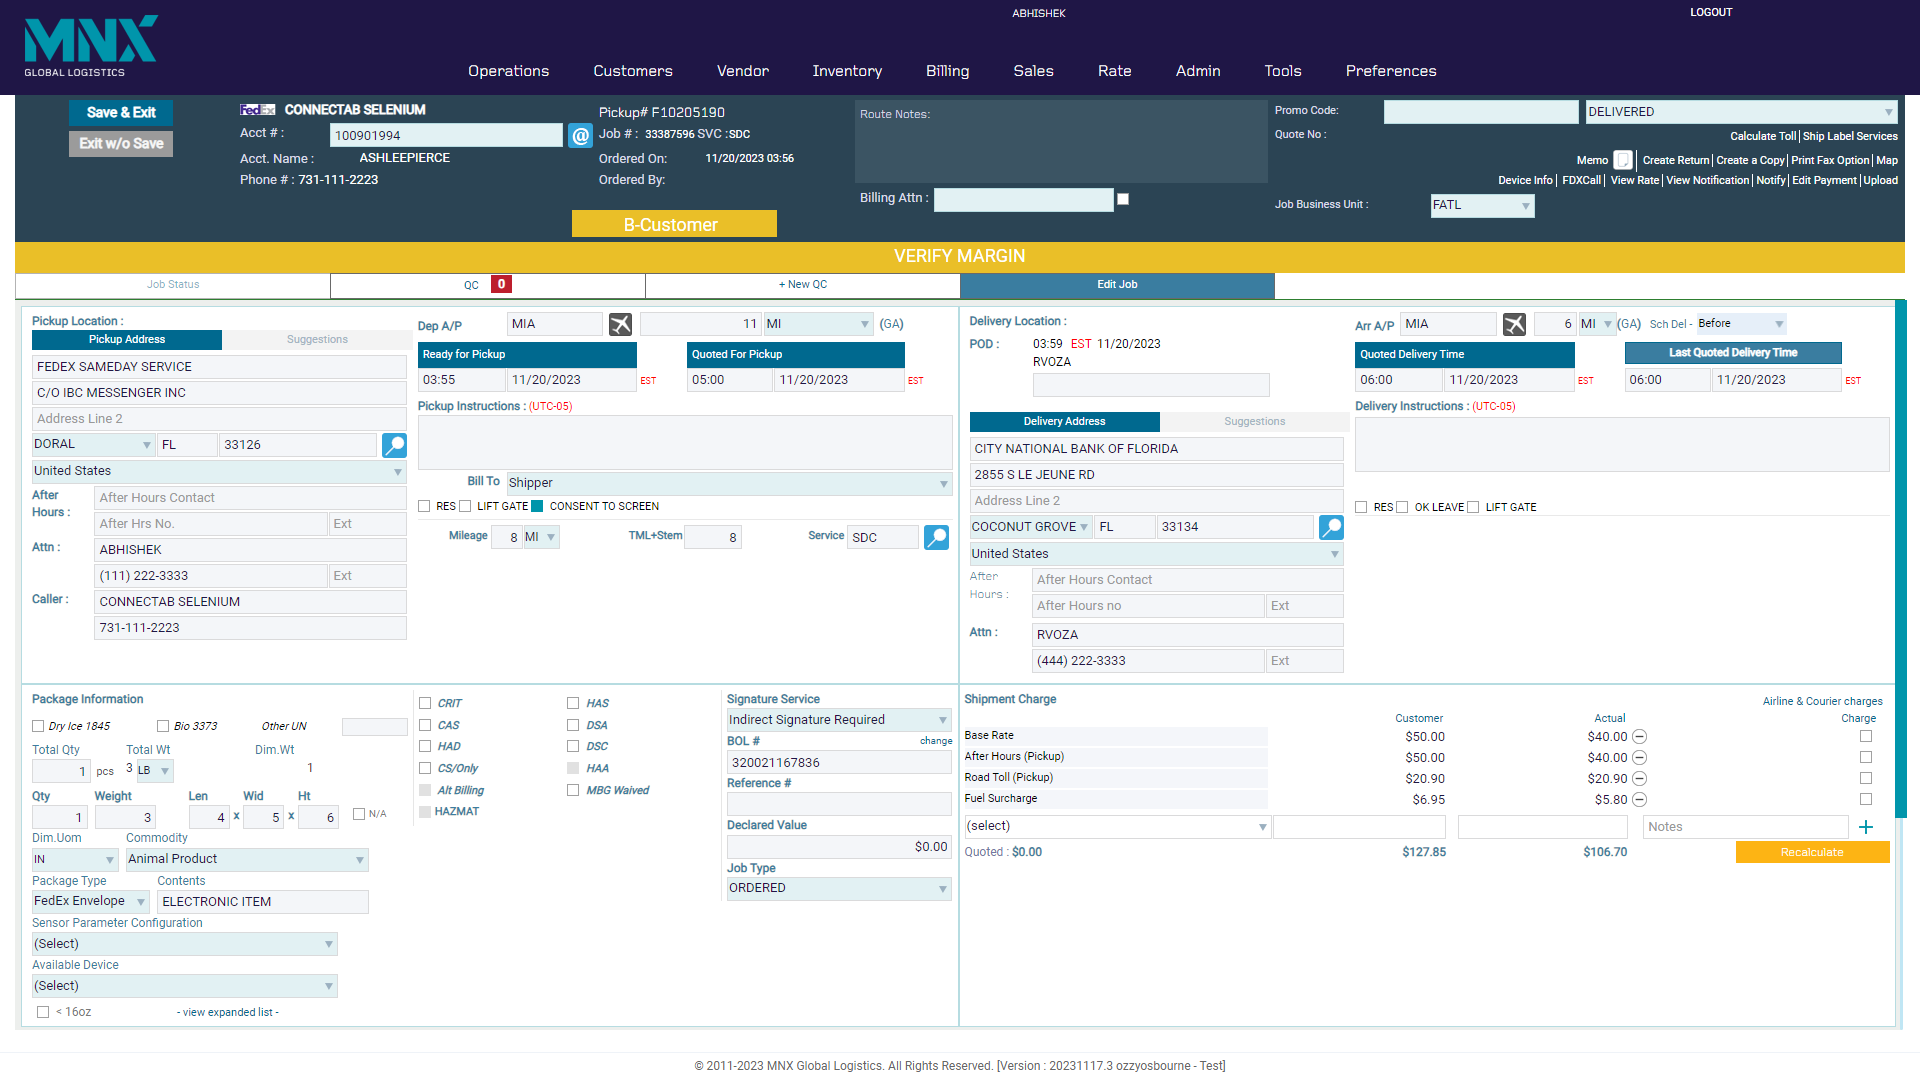 ABHISHEK
LOGOUT
MNX
GLOBAL LOGISTICS
Operations Customers Vendor Inventory Billing Sales Rate Admin Tools Preferences
Save & Exit
Exit w/o Save
FedEx CONNECTAB SELENIUM
Acct # : 100901994 @
Acct. Name : ASHLEEPIERCE
Phone # : 731-111-2223
Pickup# F10205190
Job # : 33387596 SVC :SDC
Ordered On: 11/20/2023 03:56
Ordered By:
B-Customer
Route Notes:
Billing Attn :
Promo Code: DELIVERED
Quote No :
Calculate Toll| Ship Label Services
Memo | Create Return| Create a Copy| Print Fax Option| Map
Device Info | FDXCall | View Rate| View Notification| Notify| Edit Payment| Upload
Job Business Unit : FATL
VERIFY MARGIN
Job Status
QC 0
+ New QC
Edit Job
Pickup Location :
Pickup Address Suggestions
FEDEX SAMEDAY SERVICE
C/O IBC MESSENGER INC
Address Line 2
DORAL FL 33126
United States
After Hours : After Hours Contact
After Hrs No. Ext
Attn : ABHISHEK
(111) 222-3333 Ext
Caller : CONNECTAB SELENIUM
731-111-2223
Dep A/P MIA 11 MI (GA)
Ready for Pickup Quoted For Pickup
03:55 11/20/2023 EST 05:00 11/20/2023 EST
Pickup Instructions : (UTC-05)
Bill To Shipper
RES LIFT GATE CONSENT TO SCREEN
Mileage 8 MI TML+Stem 8 Service SDC
Delivery Location :
POD : 03:59 EST 11/20/2023
RVOZA
Delivery Address Suggestions
CITY NATIONAL BANK OF FLORIDA
2855 S LE JEUNE RD
Address Line 2
COCONUT GROVE FL 33134
United States
After Hours : After Hours Contact
After Hours no Ext
Attn : RVOZA
(444) 222-3333 Ext
Arr A/P MIA 6 MI (GA) Sch Del - Before
Quoted Delivery Time Last Quoted Delivery Time
06:00 11/20/2023 EST 06:00 11/20/2023 EST
Delivery Instructions : (UTC-05)
RES OK LEAVE LIFT GATE
Package Information
Dry Ice 1845 Bio 3373 Other UN
Total Qty Total Wt Dim.Wt
1 pcs 3 LB 1
Qty Weight Len Wid Ht
1 3 4 x 5 x 6 N/A
Dim.Uom Commodity
IN Animal Product
Package Type Contents
FedEx Envelope ELECTRONIC ITEM
Sensor Parameter Configuration
(Select)
Available Device
(Select)
< 16oz - view expanded list -
CRIT HAS
CAS DSA
HAD DSC
CS/Only HAA
Alt Billing MBG Waived
HAZMAT
Signature Service
Indirect Signature Required
BOL # change
320021167836
Reference #
Declared Value
$0.00
Job Type
ORDERED
Shipment Charge
Airline & Courier charges
Customer Actual Charge
Base Rate $50.00 $40.00
After Hours (Pickup) $50.00 $40.00
Road Toll (Pickup) $20.90 $20.90
Fuel Surcharge $6.95 $5.80
(select) Notes +
Quoted : $0.00 $127.85 $106.70 Recalculate
© 2011-2023 MNX Global Logistics. All Rights Reserved. [Version : 20231117.3 ozzyosbourne - Test]